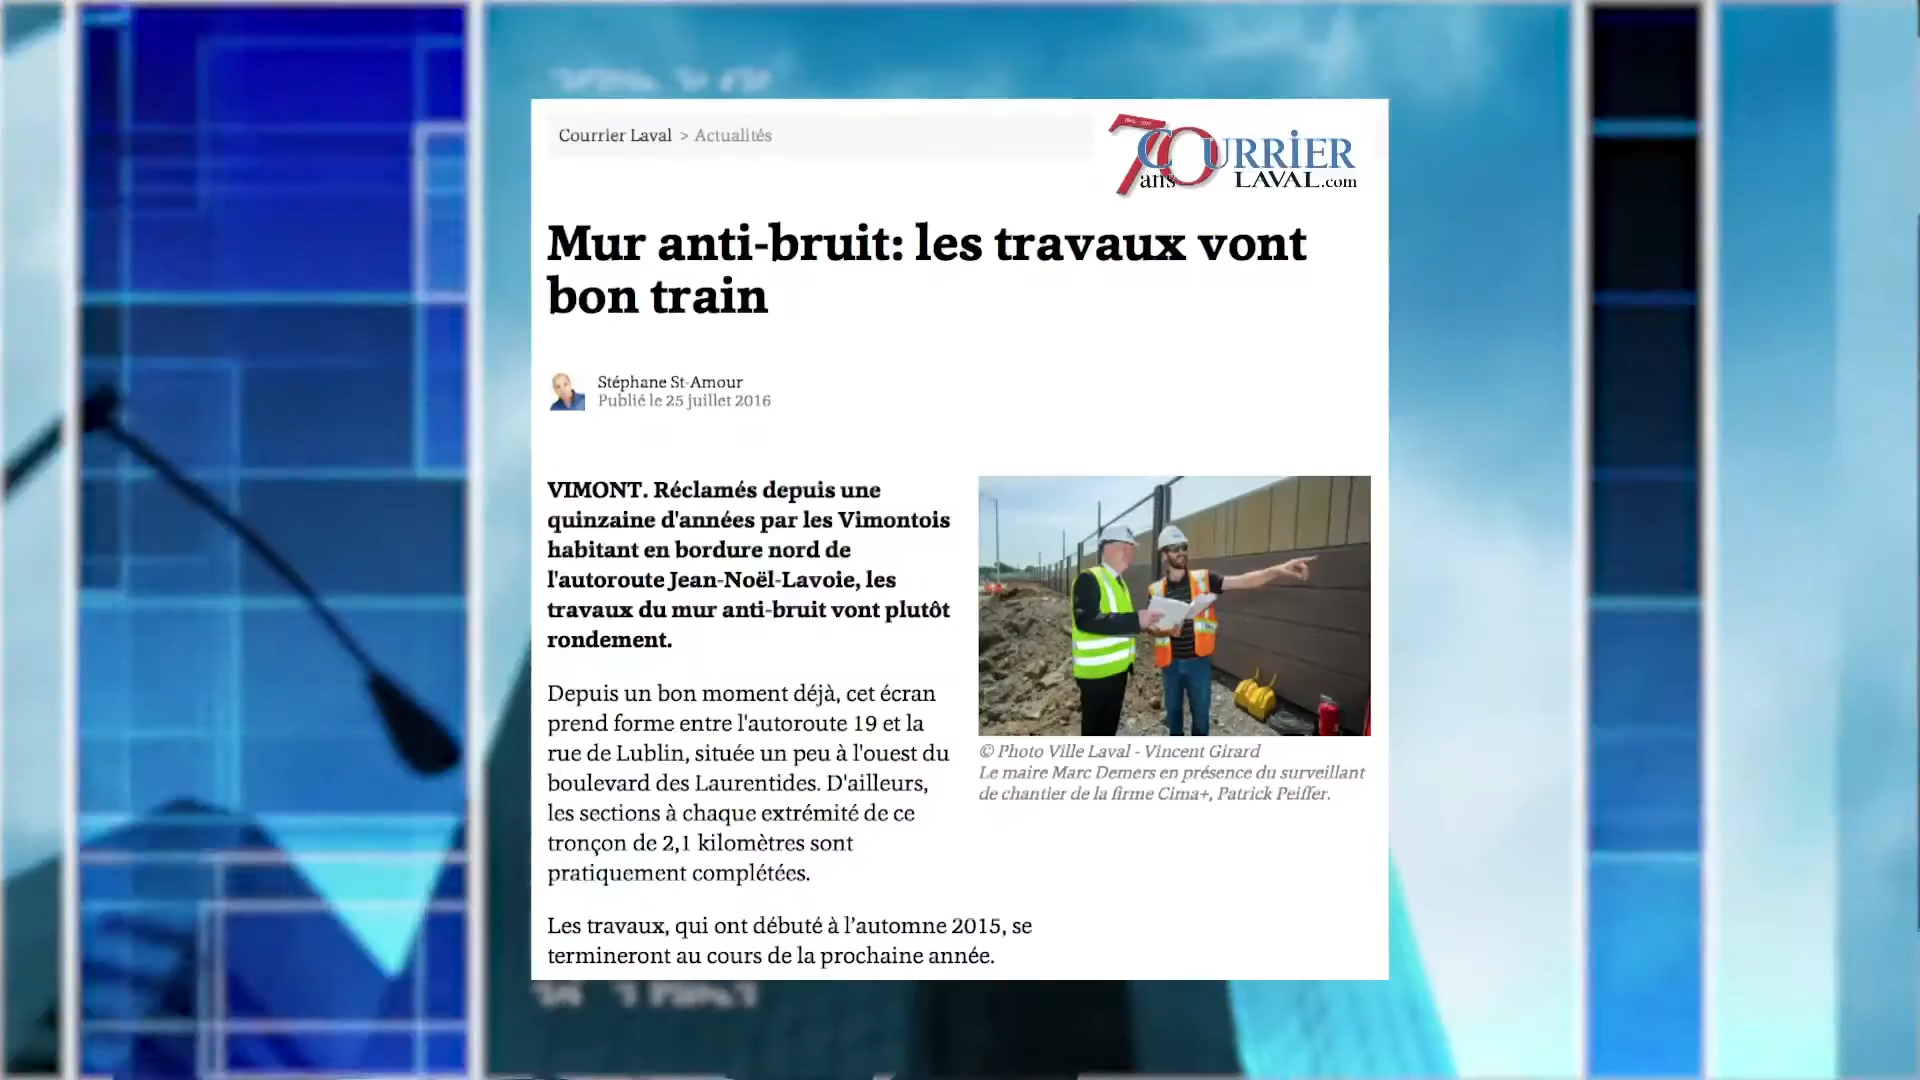 Courrier Laval > Actualités
70 ans COURRIER
LAVAL.com
Mur anti-bruit: les travaux vont
bon train
Stéphane St-Amour
Publié le 25 juillet 2016
VIMONT. Réclamés depuis une
quinzaine d'années par les Vimontois
habitant en bordure nord de
l'autoroute Jean-Noël-Lavoie, les
travaux du mur anti-bruit vont plutôt
rondement.
Depuis un bon moment déjà, cet écran
prend forme entre l'autoroute 19 et la
rue de Lublin, située un peu à l'ouest du
boulevard des Laurentides. D'ailleurs,
les sections à chaque extrémité de ce
tronçon de 2,1 kilomètres sont
pratiquement complétées.
© Photo Ville Laval - Vincent Girard
Le maire Marc Demers en présence du surveillant
de chantier de la firme Cima+, Patrick Peiffer.
Les travaux, qui ont débuté à l’automne 2015, se
termineront au cours de la prochaine année.